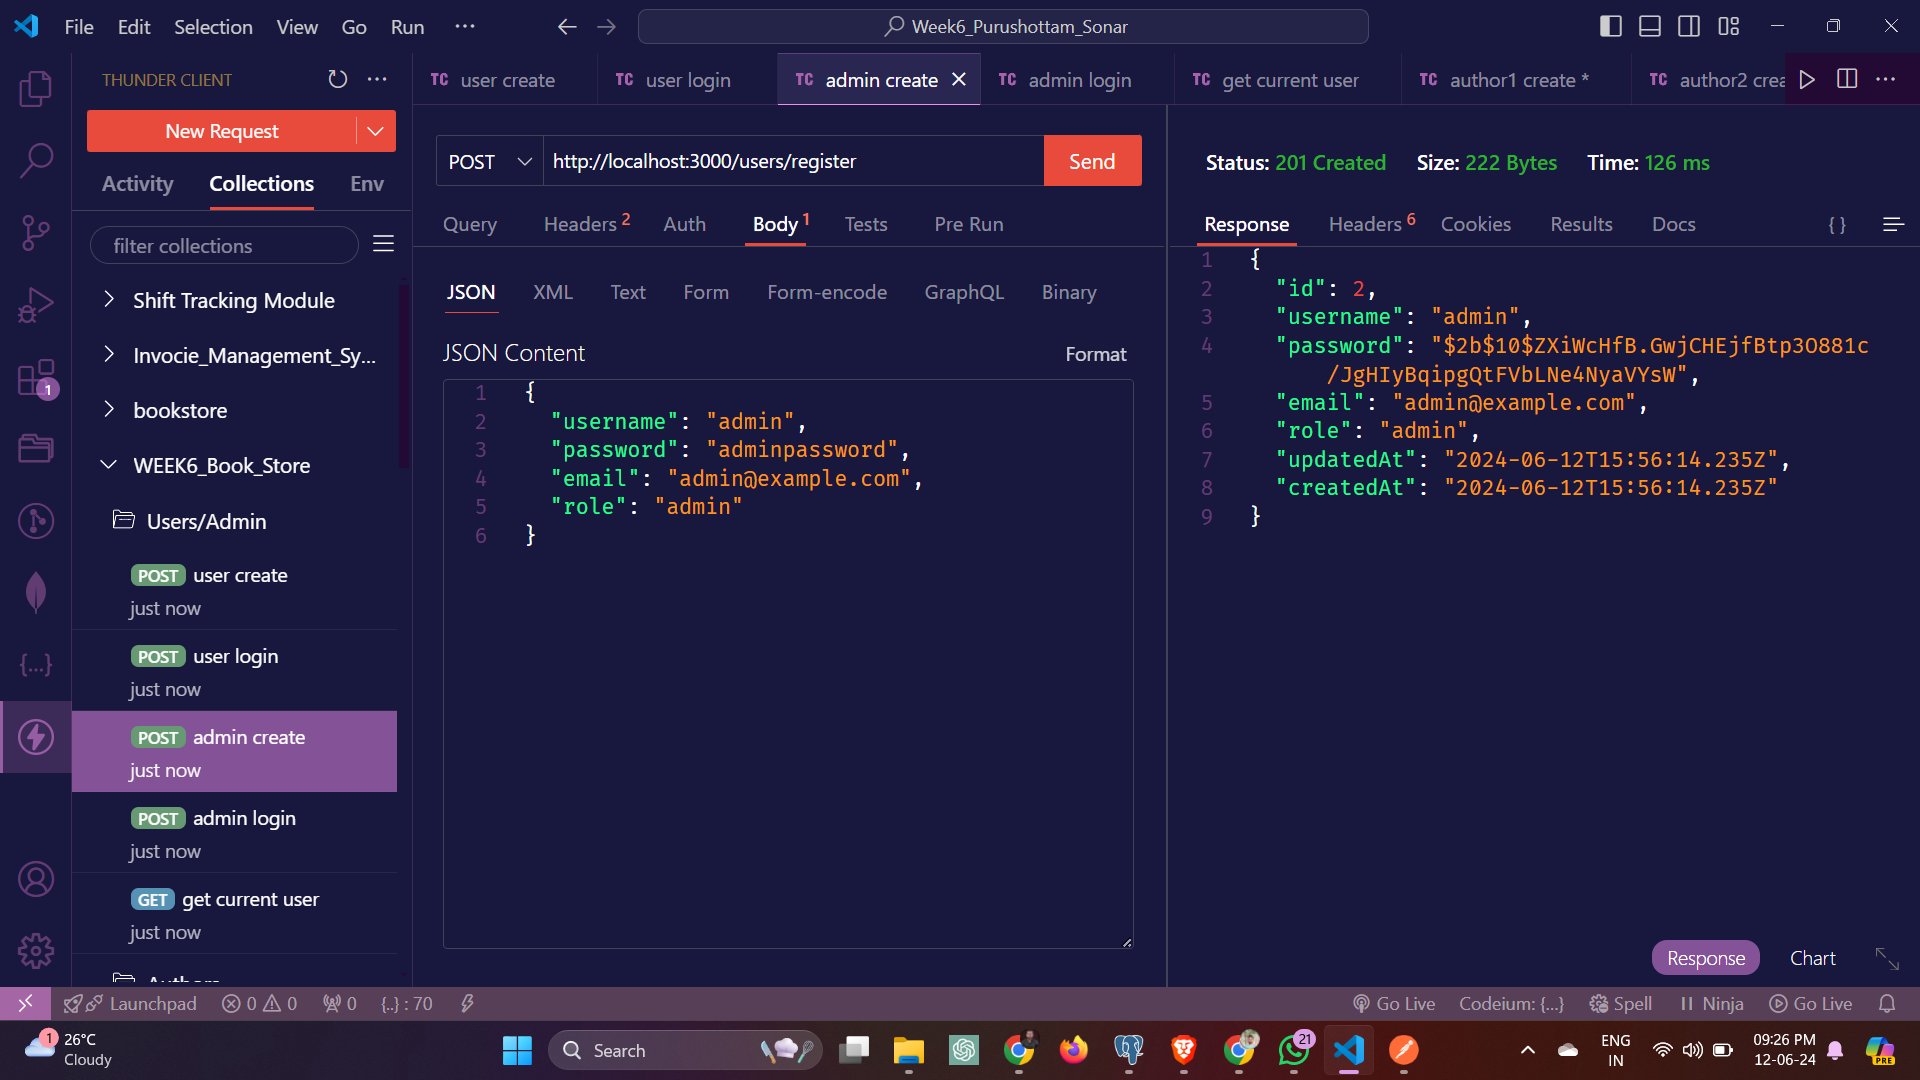 File Edit Selection View Go Run ···
Week6_Purushottam_Sonar
THUNDER CLIENT
New Request
Activity Collections Env
filter collections
Shift Tracking Module
Invocie_Management_Sy...
bookstore
WEEK6_Book_Store
Users/Admin
POST user create
just now
POST user login
just now
POST admin create
just now
POST admin login
just now
GET get current user
just now
Authors
1
TC user create TC user login TC admin create TC admin login TC get current user TC author1 create * TC author2 crea
POST http://localhost:3000/users/register Send
Query Headers 2 Auth Body 1 Tests Pre Run
JSON XML Text Form Form-encode GraphQL Binary
JSON Content Format
1 {
2 "username": "admin",
3 "password": "adminpassword",
4 "email": "admin@example.com",
5 "role": "admin"
6 }
Status: 201 Created Size: 222 Bytes Time: 126 ms
Response Headers 6 Cookies Results Docs { }
1 {
2 "id": 2,
3 "username": "admin",
4 "password": "$2b$10$ZXiWcHfB.GwjCHEjfBtp3O881c
/JgHIyBqipgQtFVbLNe4NyaVYsW",
5 "email": "admin@example.com",
6 "role": "admin",
7 "updatedAt": "2024-06-12T15:56:14.235Z",
8 "createdAt": "2024-06-12T15:56:14.235Z"
9 }
Response Chart
Launchpad 0 0 0 {..} : 70 Go Live Codeium: {...} Spell Ninja Go Live
1 26°C
Cloudy
Search
21
ENG
IN
09:26 PM
12-06-24
PRE